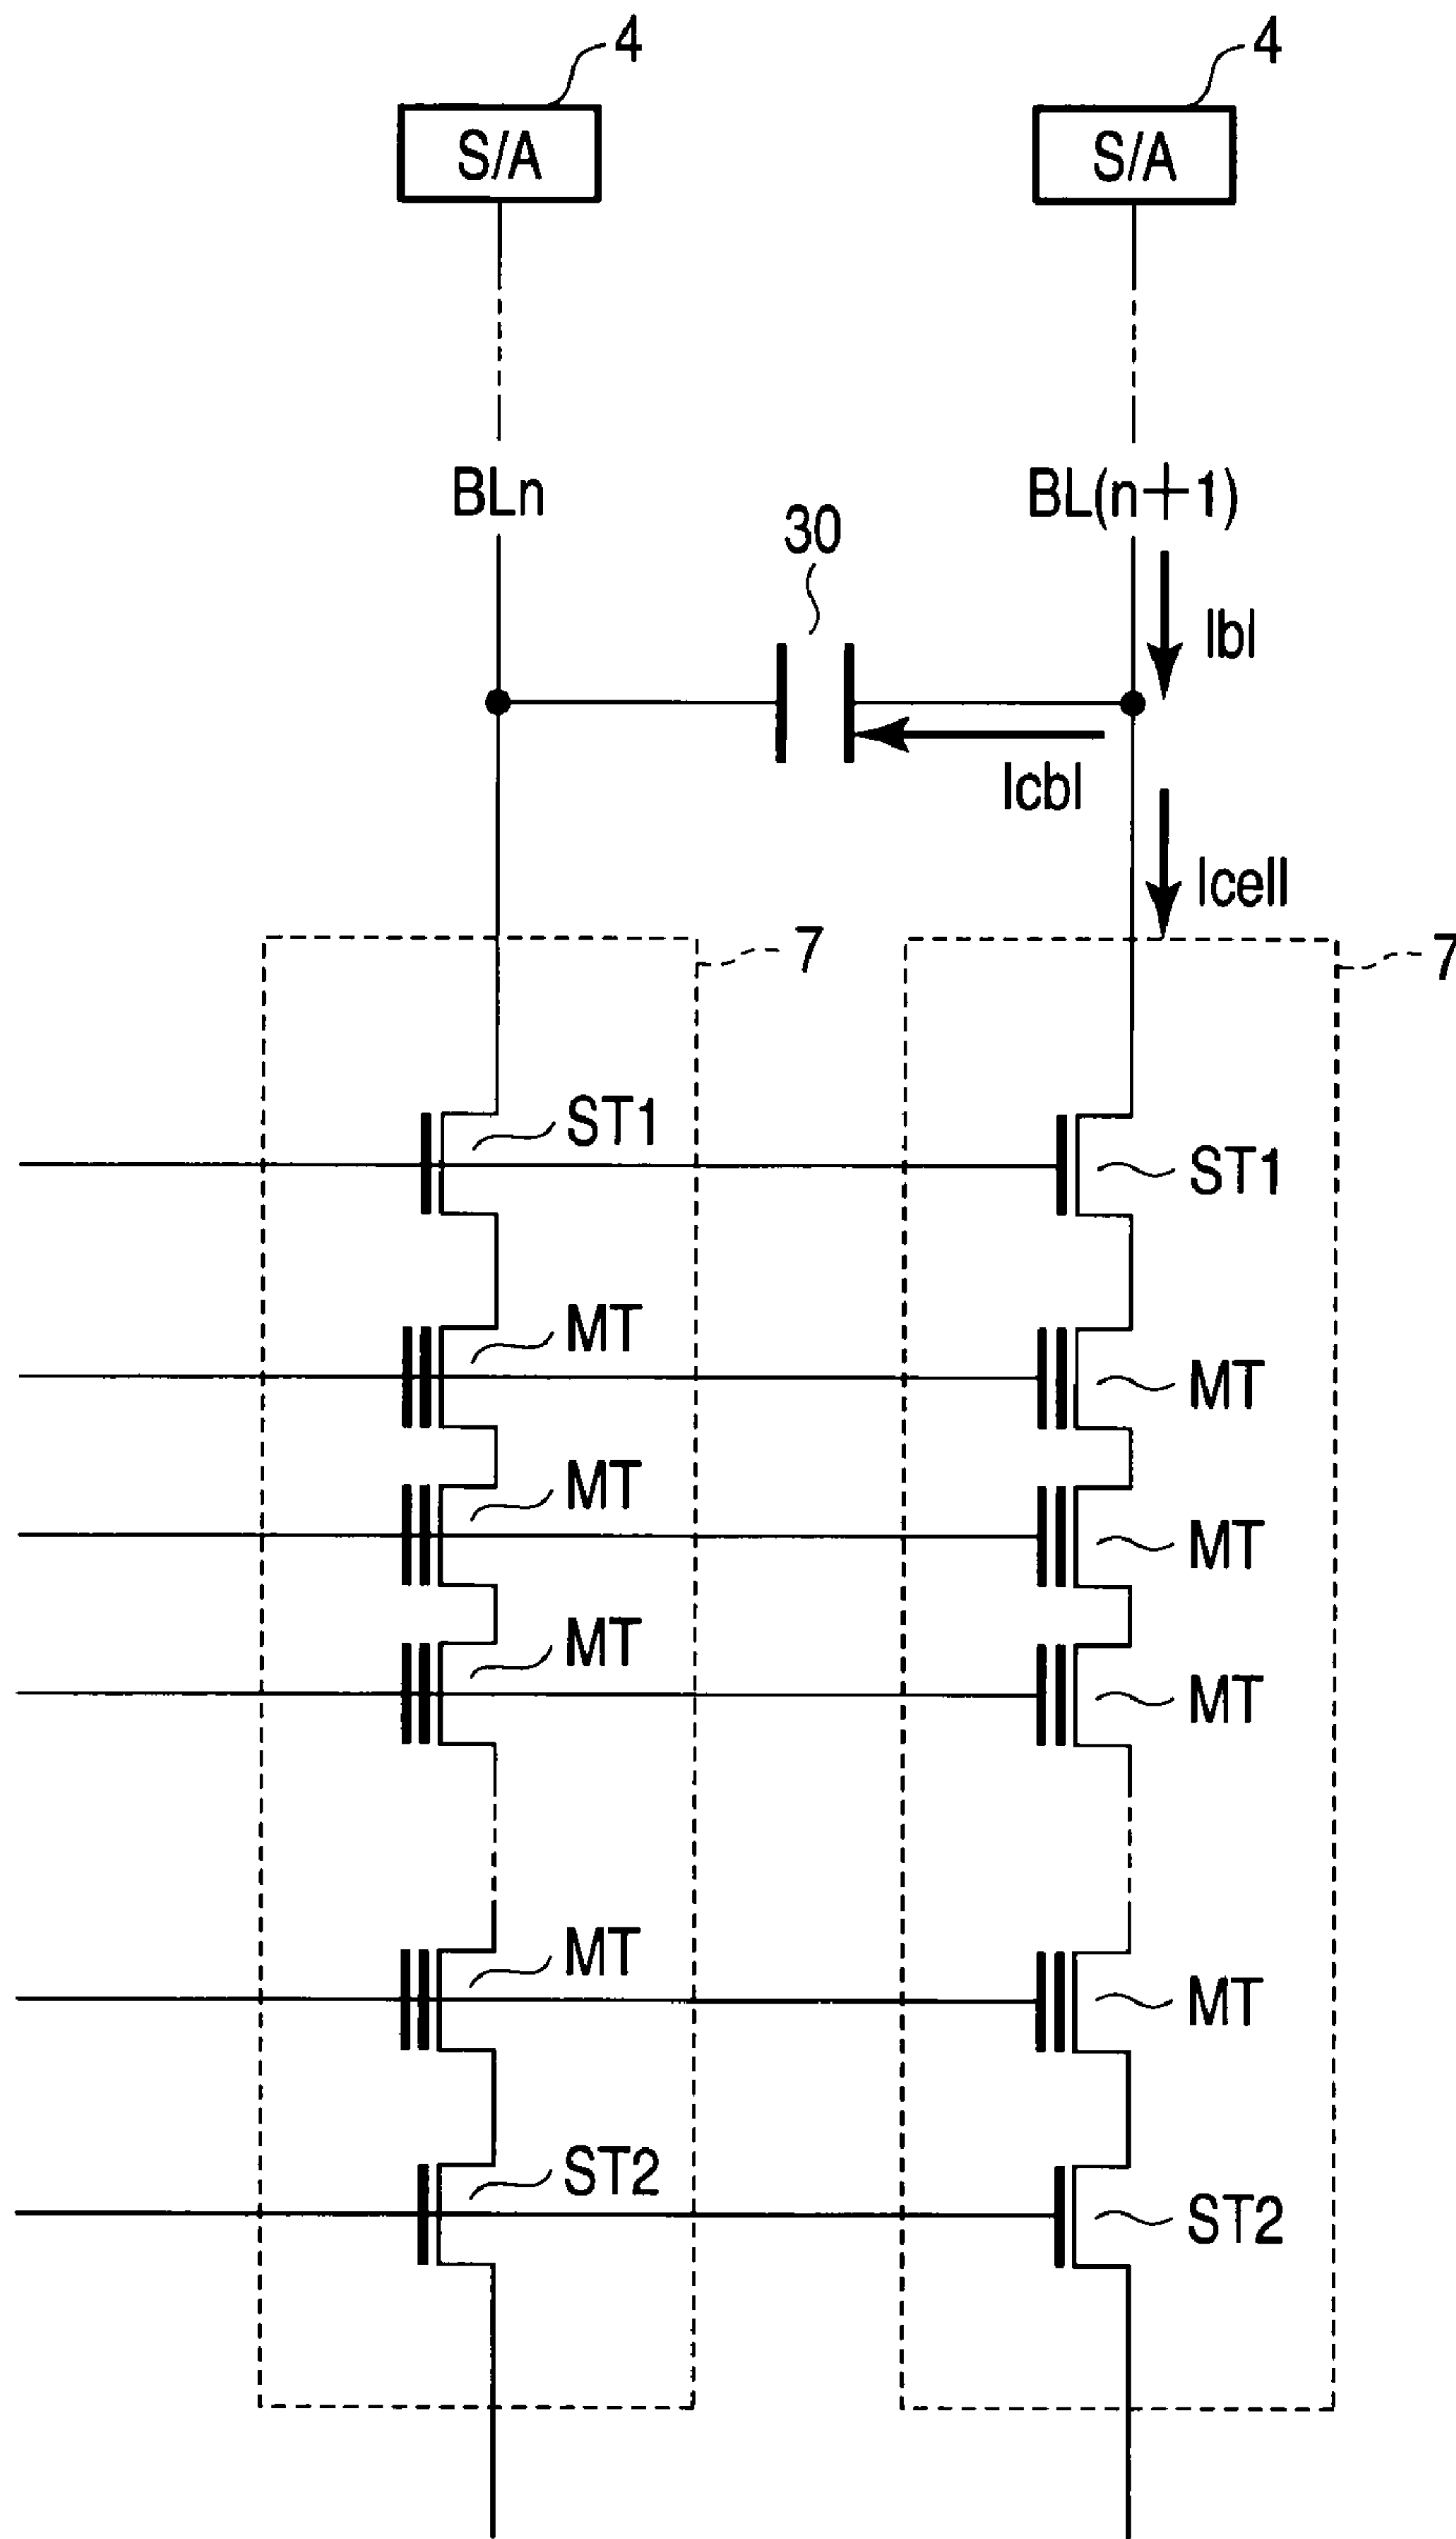 4 4
S/A S/A
BLn BL(n+1)
30
Ibl
Icbl
Icell
7 7
ST1 ST1
MT MT
MT MT
MT MT
MT MT
ST2 ST2